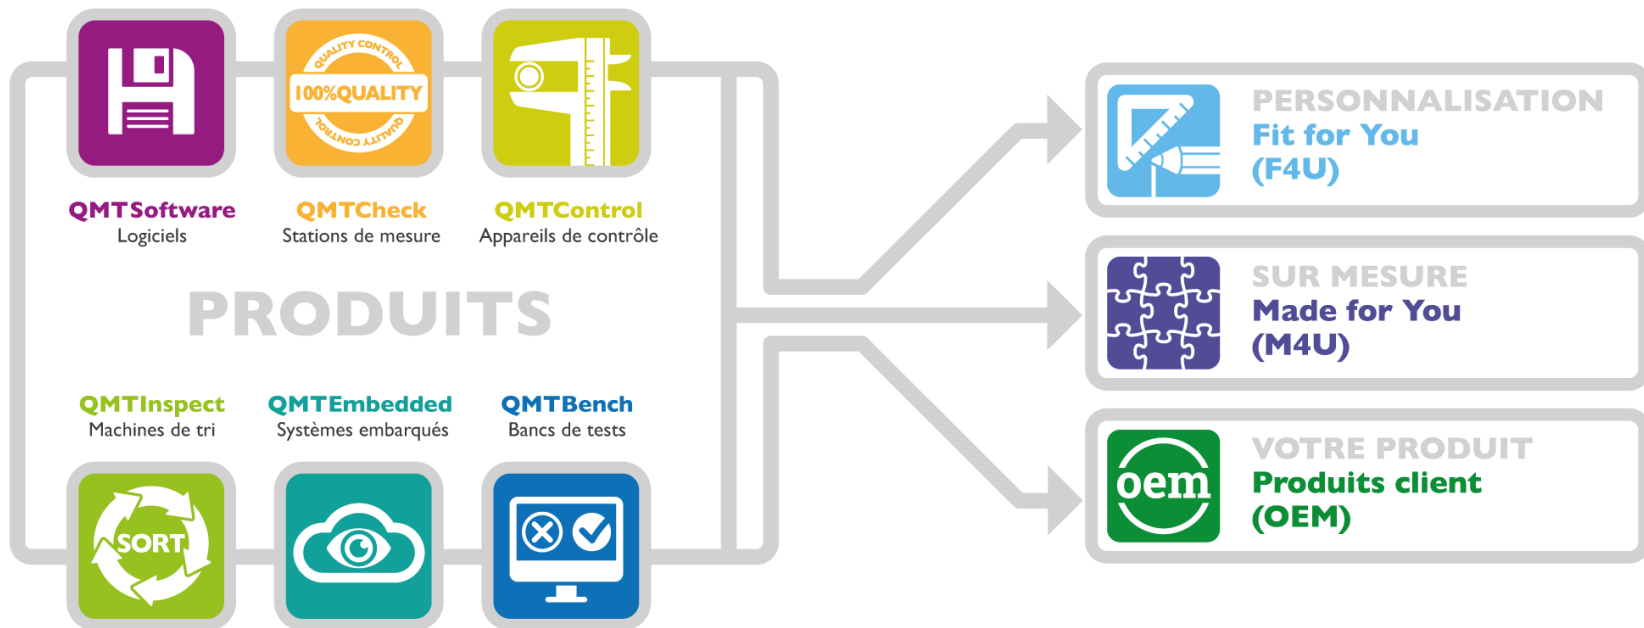 QUALITY CONTROL
100%QUALITY
QUALITY CONTROL
QMTSoftware
Logiciels
QMTCheck
Stations de mesure
QMTControl
Appareils de contrôle
PRODUITS
QMTInspect
Machines de tri
QMTEmbedded
Systèmes embarqués
QMTBench
Bancs de tests
SORT
PERSONNALISATION
Fit for You
(F4U)
SUR MESURE
Made for You
(M4U)
oem
VOTRE PRODUIT
Produits client
(OEM)